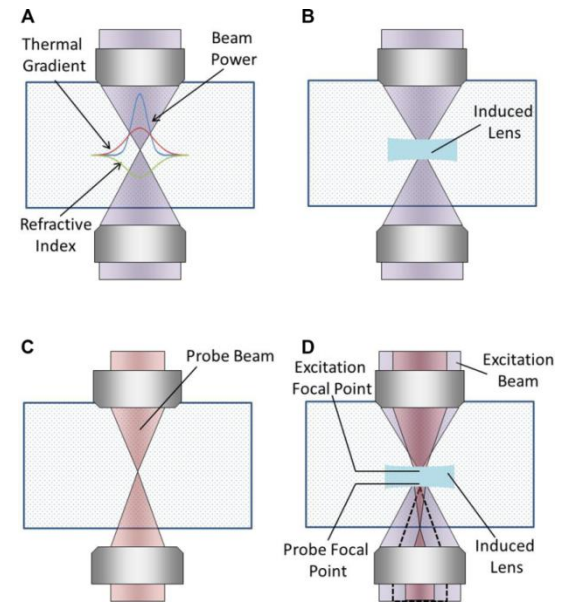 A
Thermal
Gradient
Beam
Power
Refractive
Index
B
Induced
Lens
C
Probe Beam
D
Excitation
Focal Point
Excitation
Beam
Probe Focal
Point
Induced
Lens